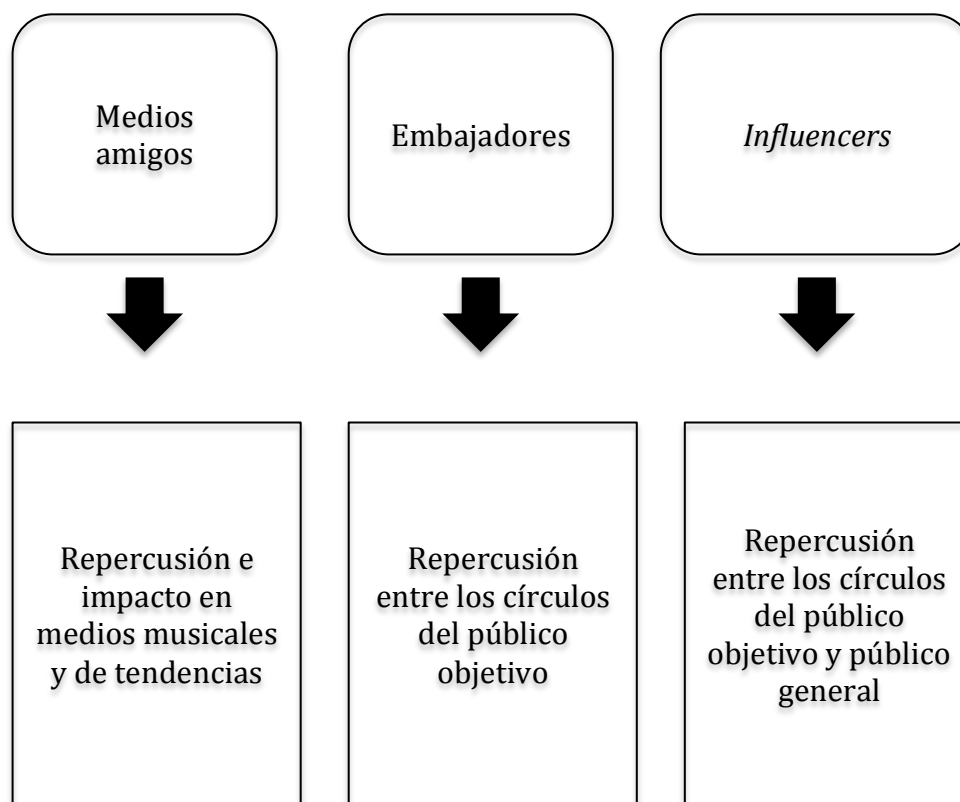 Medios
amigos
Embajadores
Influencers
Repercusión e
impacto en
medios musicales
y de tendencias
Repercusión
entre los círculos
del público
objetivo
Repercusión
entre los círculos
del público
objetivo y público
general